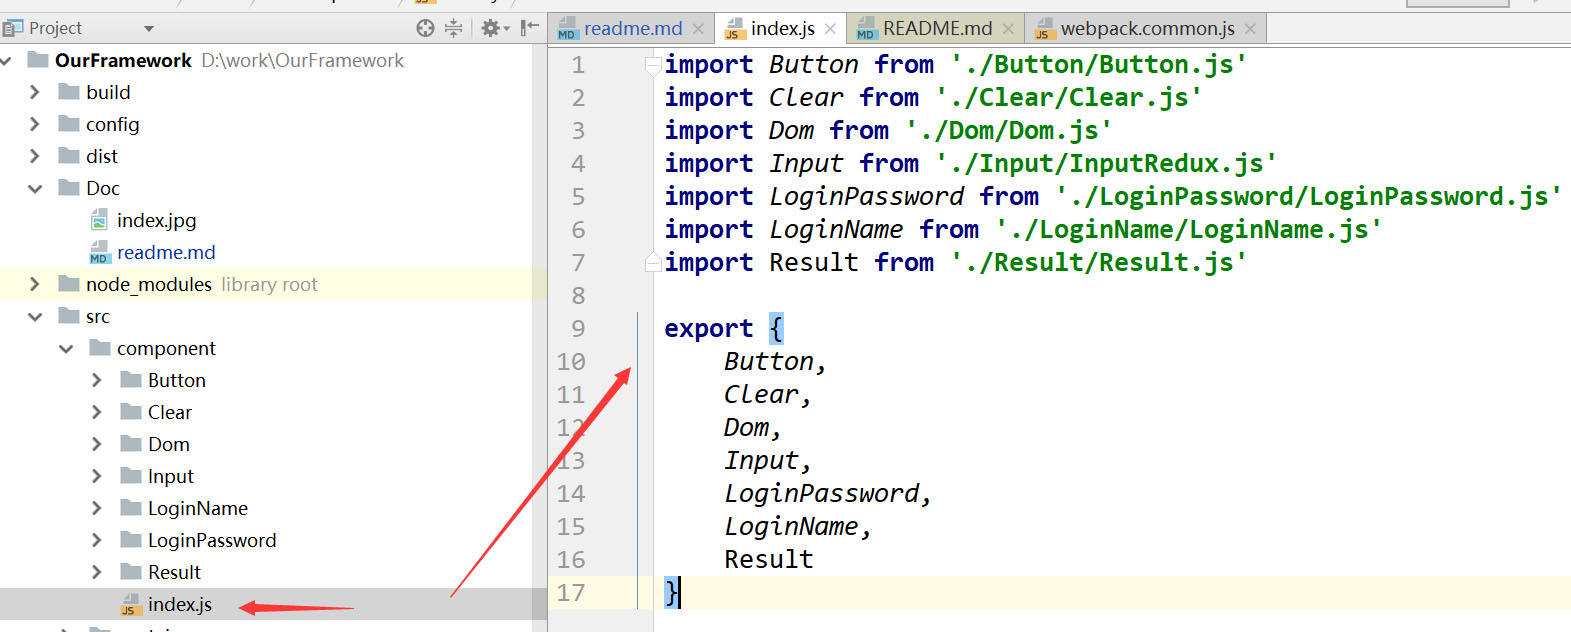 Project
OurFramework D:\work\OurFramework
build
config
dist
Doc
index.jpg
MD readme.md
node_modules library root
src
component
Button
Clear
Dom
Input
LoginName
LoginPassword
Result
JS index.js
MD readme.md JS index.js MD README.md JS webpack.common.js
1 import Button from './Button/Button.js'
2 import Clear from './Clear/Clear.js'
3 import Dom from './Dom/Dom.js'
4 import Input from './Input/InputRedux.js'
5 import LoginPassword from './LoginPassword/LoginPassword.js'
6 import LoginName from './LoginName/LoginName.js'
7 import Result from './Result/Result.js'
8
9 export {
10 Button,
11 Clear,
12 Dom,
13 Input,
14 LoginPassword,
15 LoginName,
16 Result
17 }